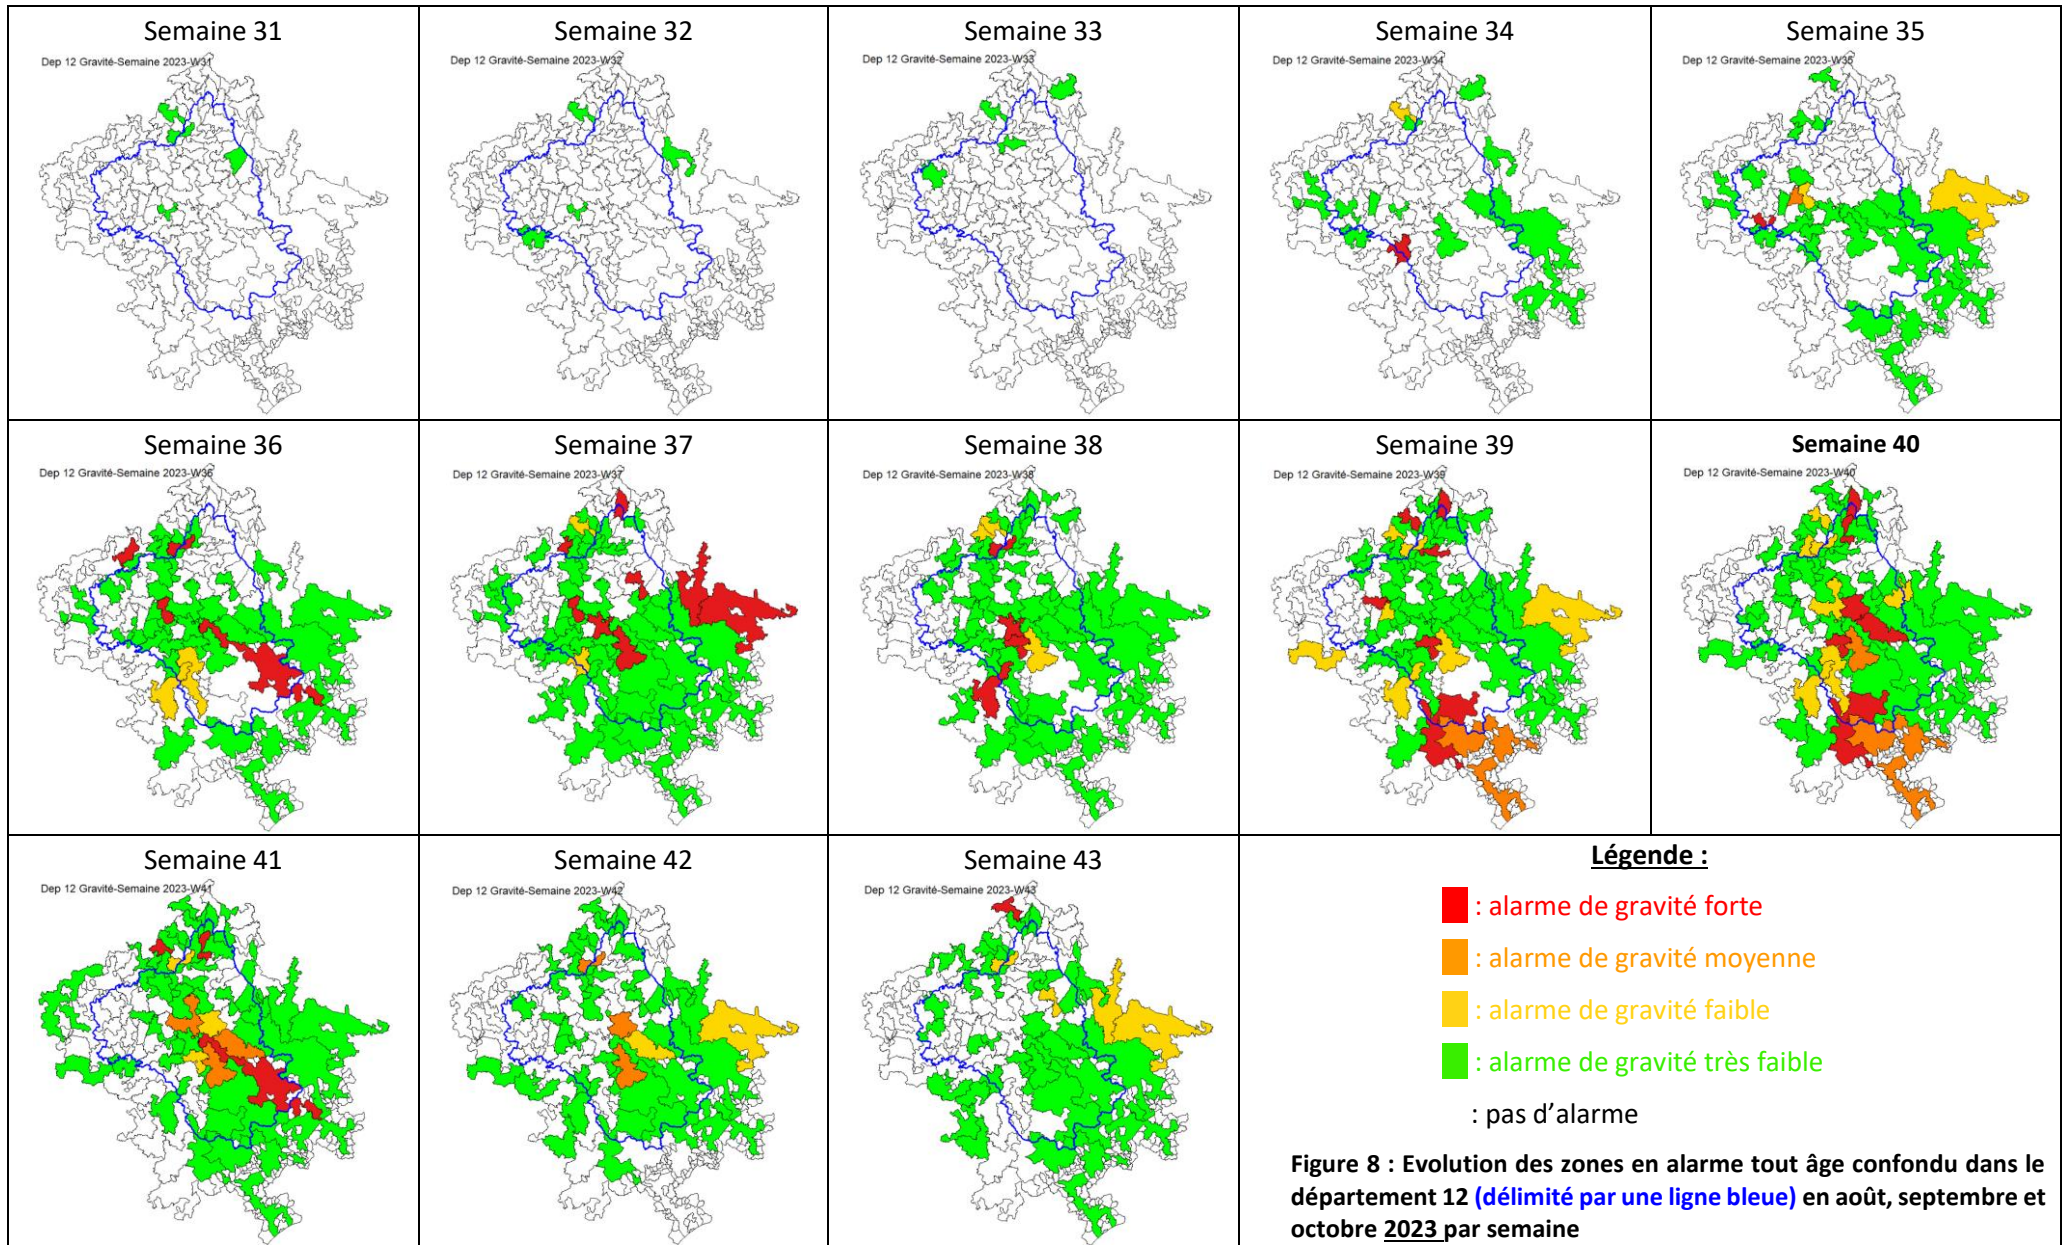 Semaine 31
Dep 12 Gravité-Semaine 2023-W31
Semaine 32
Dep 12 Gravité-Semaine 2023-W32
Semaine 33
Dep 12 Gravité-Semaine 2023-W33
Semaine 34
Dep 12 Gravité-Semaine 2023-W34
Semaine 35
Dep 12 Gravité-Semaine 2023-W35
Semaine 36
Dep 12 Gravité-Semaine 2023-W36
Semaine 37
Dep 12 Gravité-Semaine 2023-W37
Semaine 38
Dep 12 Gravité-Semaine 2023-W38
Semaine 39
Dep 12 Gravité-Semaine 2023-W39
Semaine 40
Dep 12 Gravité-Semaine 2023-W40
Semaine 41
Dep 12 Gravité-Semaine 2023-W41
Semaine 42
Dep 12 Gravité-Semaine 2023-W42
Semaine 43
Dep 12 Gravité-Semaine 2023-W43
Légende :
: alarme de gravité forte
: alarme de gravité moyenne
: alarme de gravité faible
: alarme de gravité très faible
: pas d'alarme
Figure 8 : Evolution des zones en alarme tout âge confondu dans le
département 12 (délimité par une ligne bleue) en août, septembre et
octobre 2023 par semaine